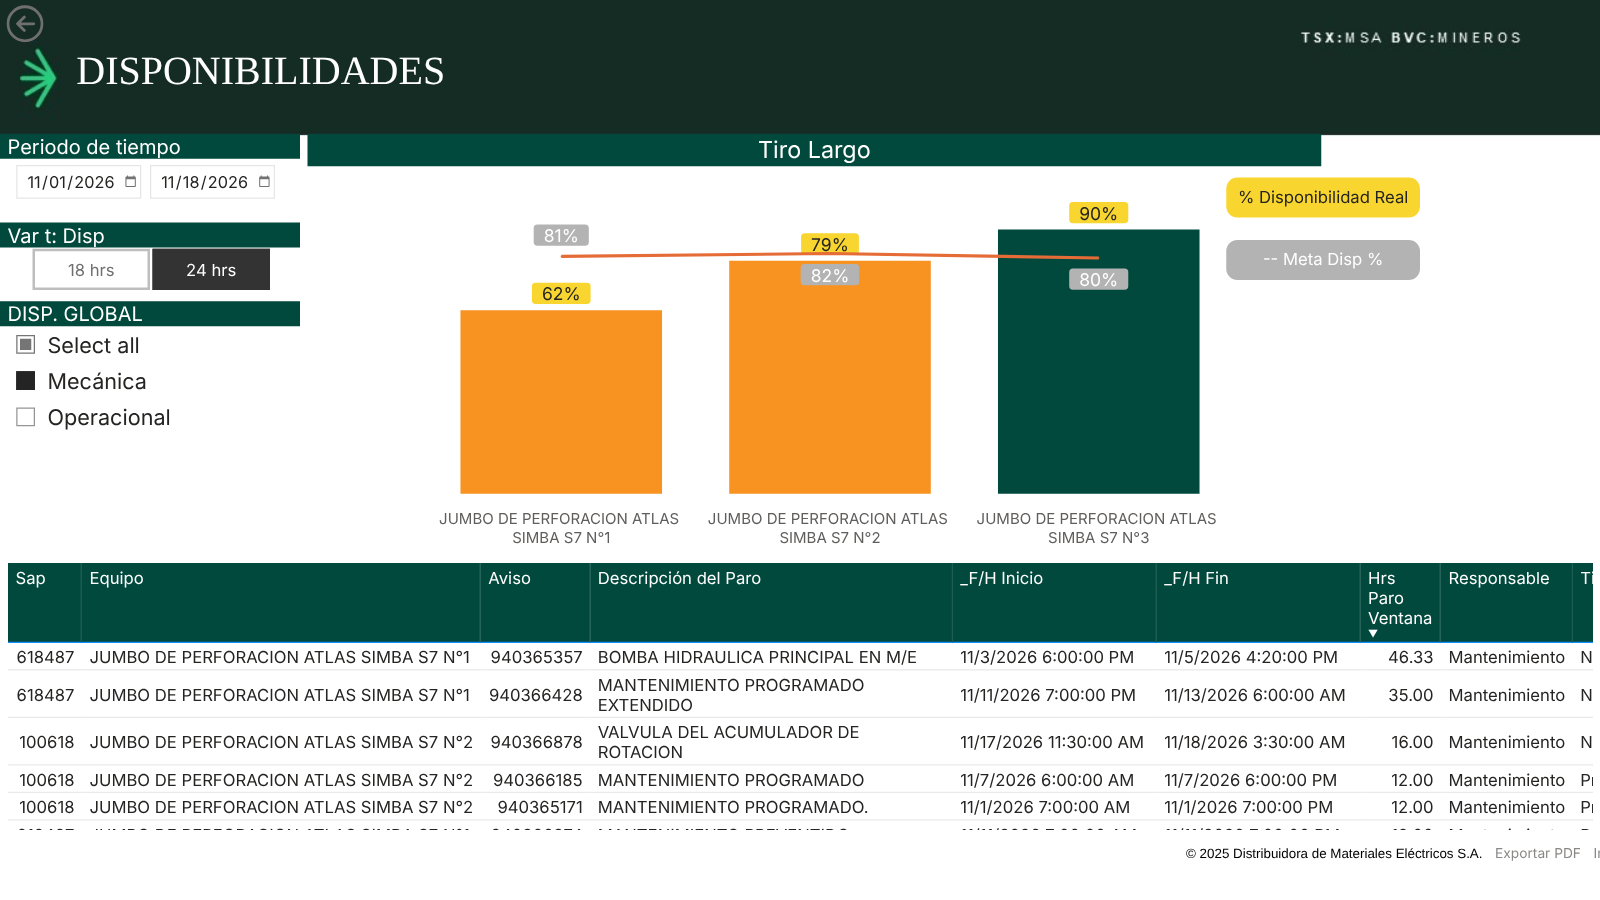 TSX:MSA BVC:MINEROS
DISPONIBILIDADES
Periodo de tiempo
11/01/2026
11/18/2026
Var t: Disp
18 hrs
24 hrs
DISP. GLOBAL
Select all
Mecánica
Operacional
Tiro Largo
% Disponibilidad Real
-- Meta Disp %
81%
62%
79%
82%
90%
80%
JUMBO DE PERFORACION ATLAS
SIMBA S7 N°1
JUMBO DE PERFORACION ATLAS
SIMBA S7 N°2
JUMBO DE PERFORACION ATLAS
SIMBA S7 N°3
Sap Equipo Aviso Descripción del Paro _F/H Inicio _F/H Fin Hrs Paro Ventana Responsable
618487 JUMBO DE PERFORACION ATLAS SIMBA S7 N°1 940365357 BOMBA HIDRAULICA PRINCIPAL EN M/E 11/3/2026 6:00:00 PM 11/5/2026 4:20:00 PM 46.33 Mantenimiento N
618487 JUMBO DE PERFORACION ATLAS SIMBA S7 N°1 940366428 MANTENIMIENTO PROGRAMADO EXTENDIDO 11/11/2026 7:00:00 PM 11/13/2026 6:00:00 AM 35.00 Mantenimiento N
100618 JUMBO DE PERFORACION ATLAS SIMBA S7 N°2 940366878 VALVULA DEL ACUMULADOR DE ROTACION 11/17/2026 11:30:00 AM 11/18/2026 3:30:00 AM 16.00 Mantenimiento N
100618 JUMBO DE PERFORACION ATLAS SIMBA S7 N°2 940366185 MANTENIMIENTO PROGRAMADO 11/7/2026 6:00:00 AM 11/7/2026 6:00:00 PM 12.00 Mantenimiento
100618 JUMBO DE PERFORACION ATLAS SIMBA S7 N°2 940365171 MANTENIMIENTO PROGRAMADO. 11/1/2026 7:00:00 AM 11/1/2026 7:00:00 PM 12.00 Mantenimiento
© 2025 Distribuidora de Materiales Eléctricos S.A. Exportar PDF